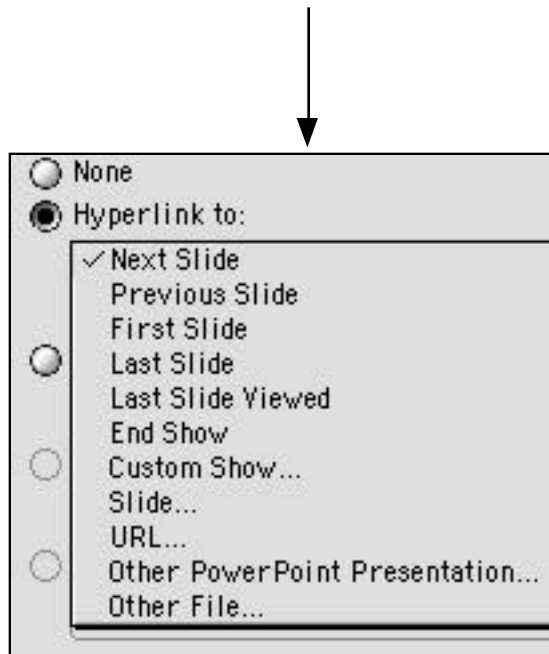 None
Hyperlink to:
✓ Next Slide
Previous Slide
First Slide
Last Slide
Last Slide Viewed
End Show
Custom Show...
Slide...
URL...
Other PowerPoint Presentation...
Other File...